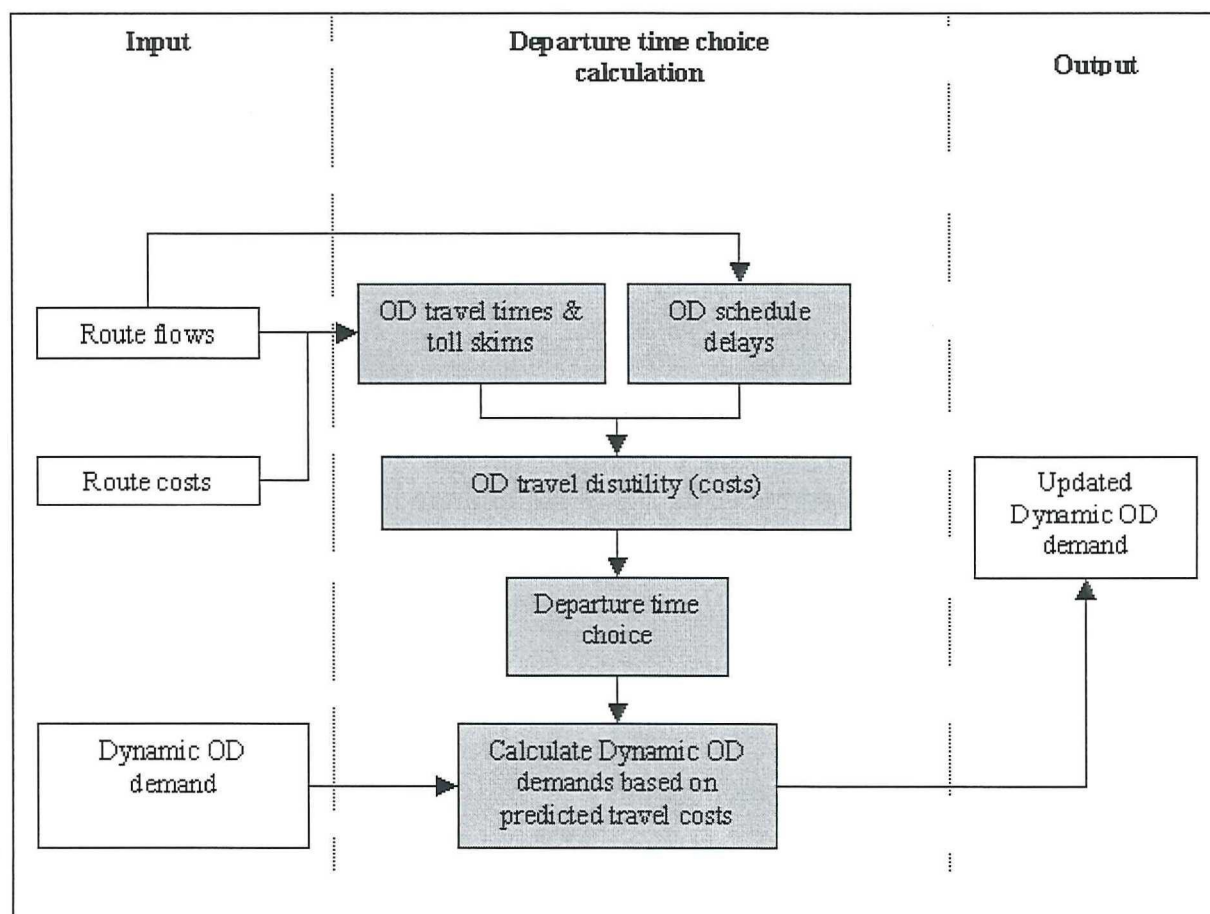 Input
Departure time choice
calculation
Output
OD travel times &
toll skims
OD schedule
delays
Route flows
Route costs
OD travel disutility (costs)
Updated
Dynamic OD
demand
Departure time
choice
Dynamic OD
demand
Calculate Dynamic OD
demands based on
predicted travel costs